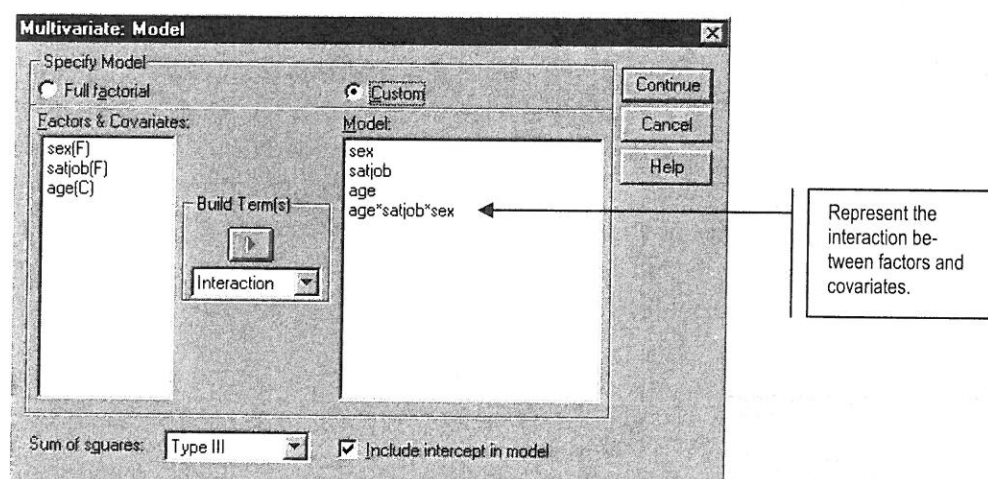 Multivariate: Model
Specify Model
Full factorial
Custom
Continue
Cancel
Help
Factors & Covariates:
sex(F)
satjob(F)
age(C)
Build Term(s)
Interaction
Model:
sex
satjob
age
age*satjob*sex
Represent the
interaction be-
tween factors and
covariates.
Sum of squares:
Type III
Include intercept in model